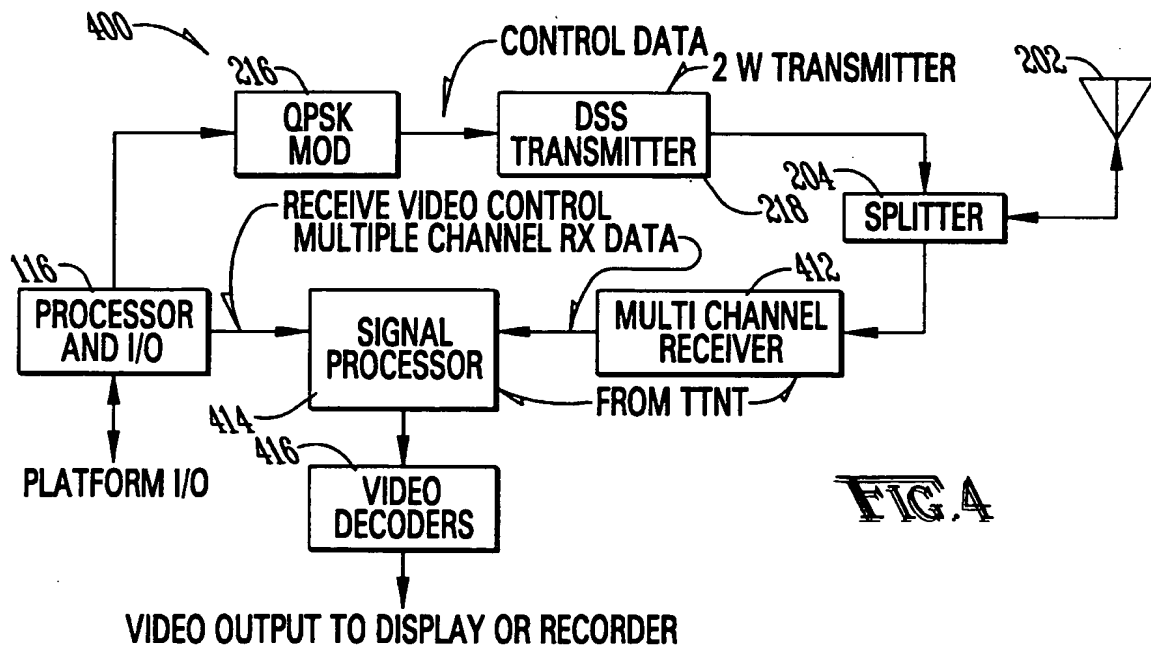 400
216
CONTROL DATA
2 W TRANSMITTER
202
QPSK
MOD
DSS
TRANSMITTER
218
204
SPLITTER
RECEIVE VIDEO CONTROL
MULTIPLE CHANNEL RX DATA
116
PROCESSOR
AND I/O
SIGNAL
PROCESSOR
412
MULTI CHANNEL
RECEIVER
FROM TTNT
414
416
PLATFORM I/O
VIDEO
DECODERS
FIG. 4
VIDEO OUTPUT TO DISPLAY OR RECORDER